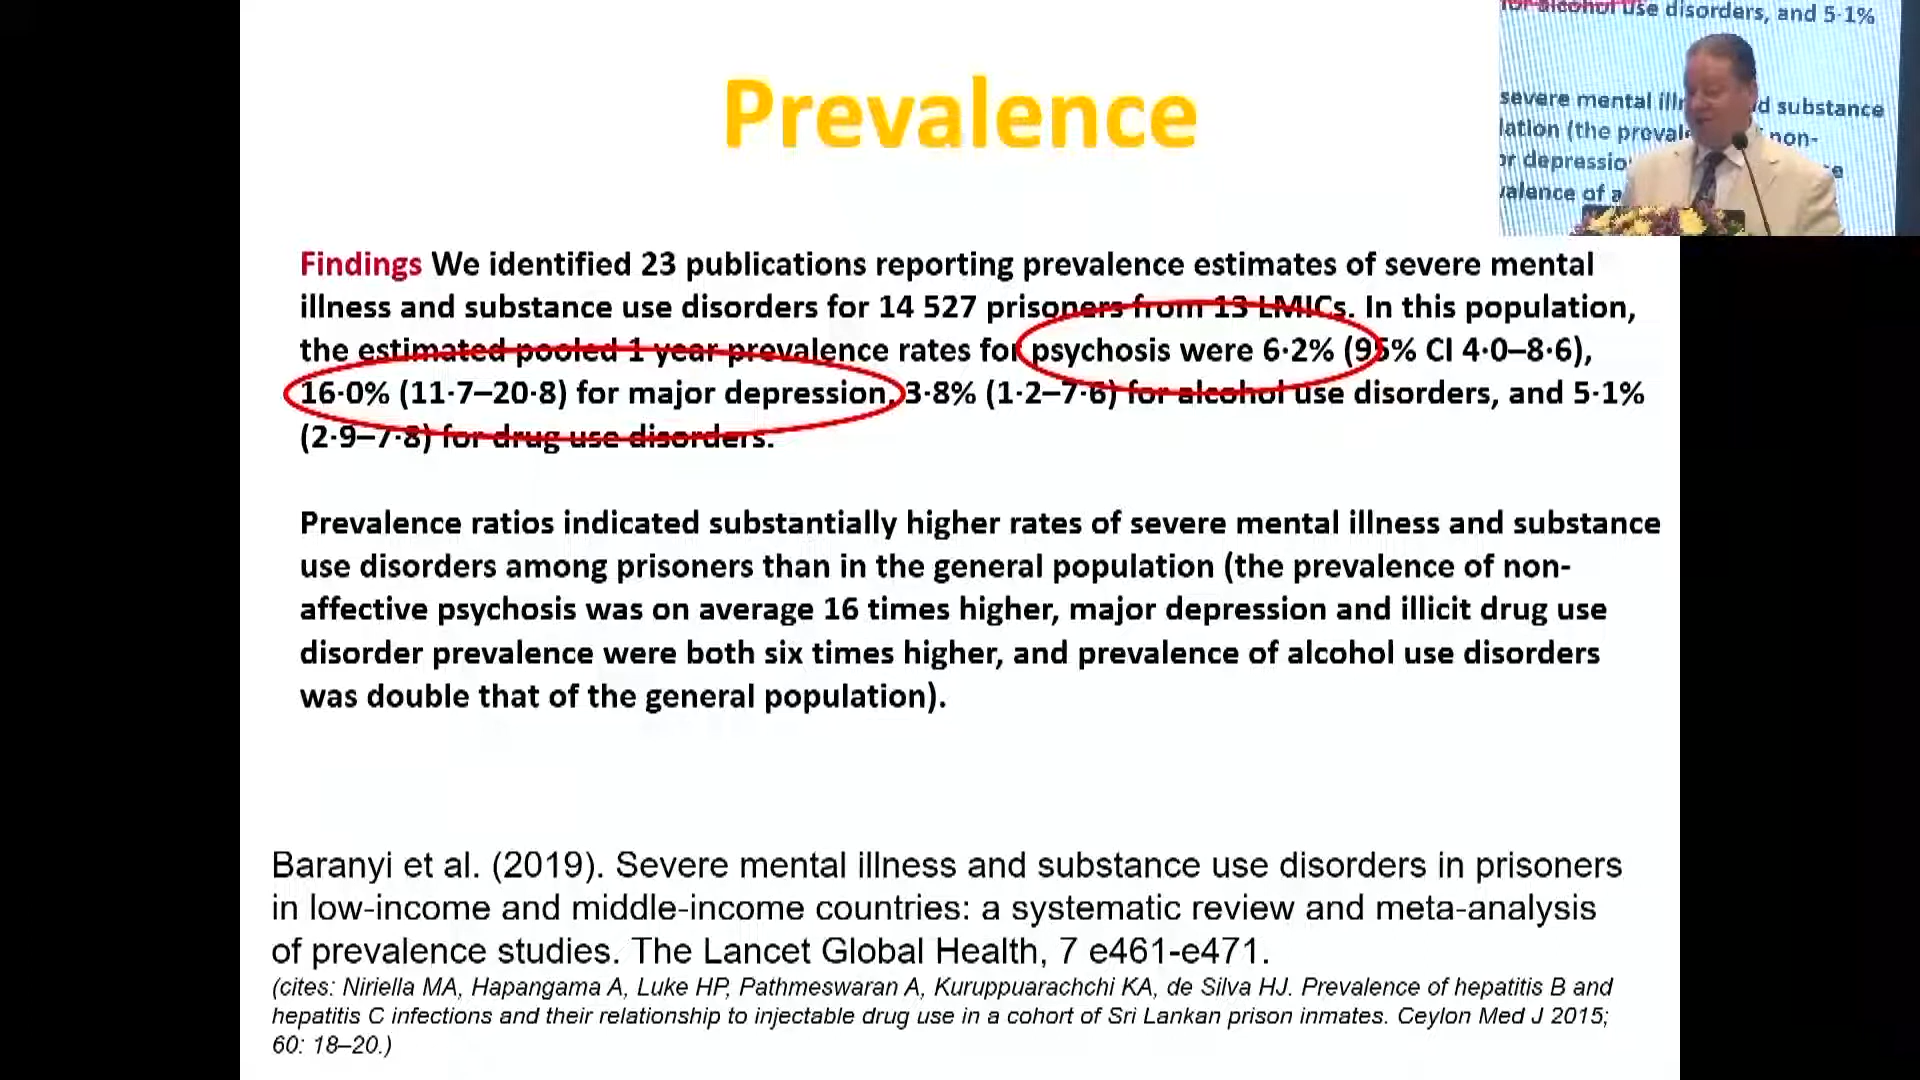 Prevalence
for alcohol use disorders, and 5·1%
severe mental illn d substance
lation (the prevale non-
or depressio e
valence of a
Findings We identified 23 publications reporting prevalence estimates of severe mental
illness and substance use disorders for 14 527 prisoners from 13 LMICs. In this population,
the estimated pooled 1 year prevalence rates for psychosis were 6·2% (95% CI 4·0–8·6),
16·0% (11·7–20·8) for major depression, 3·8% (1·2–7·6) for alcohol use disorders, and 5·1%
(2·9–7·8) for drug use disorders.
Prevalence ratios indicated substantially higher rates of severe mental illness and substance
use disorders among prisoners than in the general population (the prevalence of non-
affective psychosis was on average 16 times higher, major depression and illicit drug use
disorder prevalence were both six times higher, and prevalence of alcohol use disorders
was double that of the general population).
Baranyi et al. (2019). Severe mental illness and substance use disorders in prisoners
in low-income and middle-income countries: a systematic review and meta-analysis
of prevalence studies. The Lancet Global Health, 7 e461-e471.
(cites: Niriella MA, Hapangama A, Luke HP, Pathmeswaran A, Kuruppuarachchi KA, de Silva HJ. Prevalence of hepatitis B and
hepatitis C infections and their relationship to injectable drug use in a cohort of Sri Lankan prison inmates. Ceylon Med J 2015;
60: 18–20.)